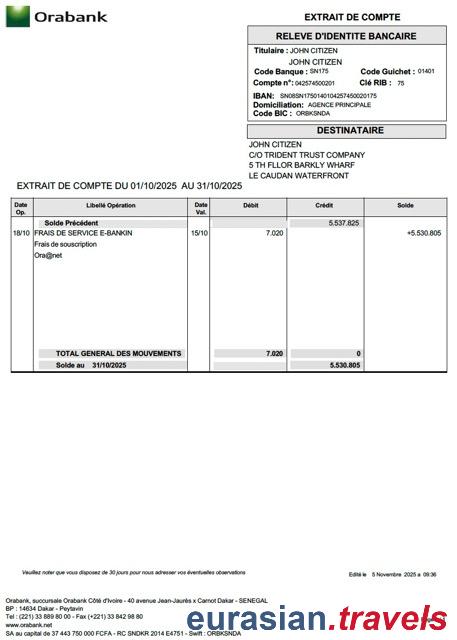 Orabank
EXTRAIT DE COMPTE
RELEVE D'IDENTITE BANCAIRE
Titulaire : JOHN CITIZEN
JOHN CITIZEN
Code Banque : SN175 Code Guichet : 01401
Compte n°: 042574500201 Clé RIB : 75
IBAN: SN08SN1750140104257450020175
Domiciliation: AGENCE PRINCIPALE
Code BIC : ORBKSNDA
DESTINATAIRE
JOHN CITIZEN
C/O TRIDENT TRUST COMPANY
5 TH FLLOR BARKLY WHARF
LE CAUDAN WATERFRONT
EXTRAIT DE COMPTE DU 01/10/2025 AU 31/10/2025
Date Op. Libellé Opération Date Val. Débit Crédit Solde
Solde Précédent 5.537.825
18/10 FRAIS DE SERVICE E-BANKIN 15/10 7.020 +5.530.805
Frais de souscription
Ora@net
TOTAL GENERAL DES MOUVEMENTS 7.020 0
Solde au 31/10/2025 5.530.805
Veuillez noter que vous disposez de 30 jours pour nous adresser vos éventuelles observations
Edité le 5 Novembre 2025 a 09:36
Orabank, succursale Orabank Côte d'Ivoire - 40 avenue Jean-Jaurès x Carnot Dakar - SENEGAL
BP : 14634 Dakar - Peytavin
Tel : (221) 33 889 80 00 - Fax (+221) 33 842 98 80
www.orabank.net
SA au capital de 37 443 750 000 FCFA - RC SNDKR 2014 E4751 - Swift : ORBKSNDA
eurasian.travels